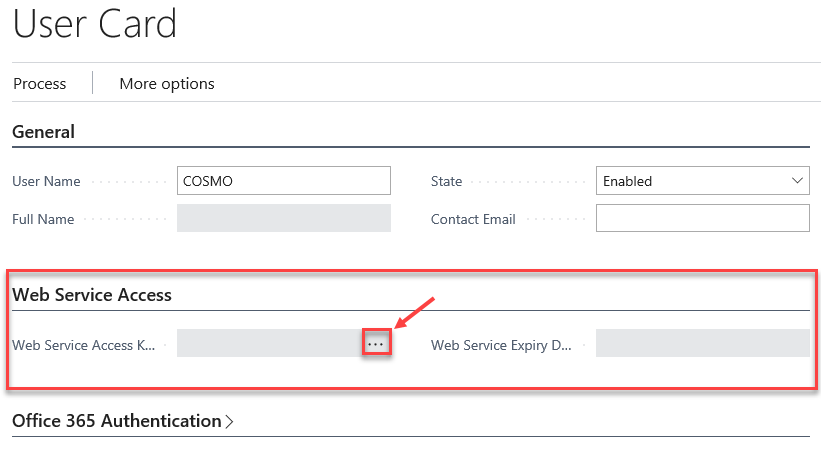 User Card
Process More options
General
User Name COSMO State Enabled
Full Name Contact Email
Web Service Access
Web Service Access K... ... Web Service Expiry D...
Office 365 Authentication